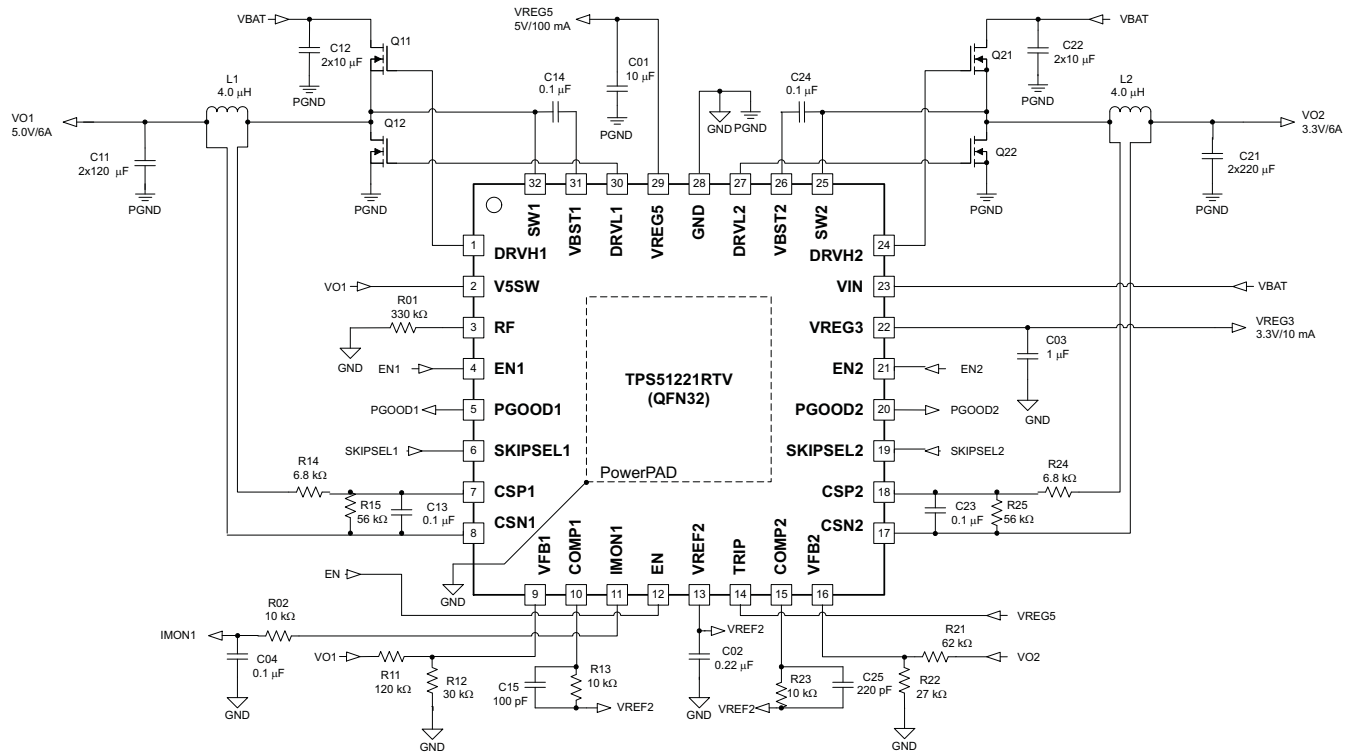 VBAT
C12
2x10 μF
PGND
Q11
VREG5
5V/100 mA
C01
10 μF
PGND
C14
0.1 μF
C24
0.1 μF
GND
PGND
VBAT
C22
2x10 μF
PGND
Q21
L1
4.0 μH
L2
4.0 μH
VO1
5.0V/6A
C11
2x120 μF
PGND
Q12
PGND
Q22
PGND
VO2
3.3V/6A
C21
2x220 μF
PGND
32
31
30
29
28
27
26
25
SW1
VBST1
DRVL1
VREG5
GND
DRVL2
VBST2
SW2
1
DRVH1
24
DRVH2
VO1
2
V5SW
VIN
23
VBAT
R01
330 kΩ
GND
3
RF
VREG3
22
VREG3
3.3V/10 mA
C03
1 μF
GND
EN1
4
EN1
EN2
21
EN2
TPS51221RTV
(QFN32)
PGOOD1
5
PGOOD1
PGOOD2
20
PGOOD2
SKIPSEL1
6
SKIPSEL1
SKIPSEL2
19
SKIPSEL2
PowerPAD
R14
6.8 kΩ
7
CSP1
CSP2
18
R24
6.8 kΩ
R15
56 kΩ
C13
0.1 μF
C23
0.1 μF
R25
56 kΩ
8
CSN1
CSN2
17
VFB1
COMP1
IMON1
EN
VREF2
TRIP
COMP2
VFB2
9
10
11
12
13
14
15
16
GND
EN
R02
10 kΩ
IMON1
C04
0.1 μF
GND
VO1
R11
120 kΩ
R12
30 kΩ
GND
C15
100 pF
R13
10 kΩ
VREF2
VREF2
C02
0.22 μF
GND
VREG5
R23
10 kΩ
C25
220 pF
VREF2
R21
62 kΩ
VO2
R22
27 kΩ
GND